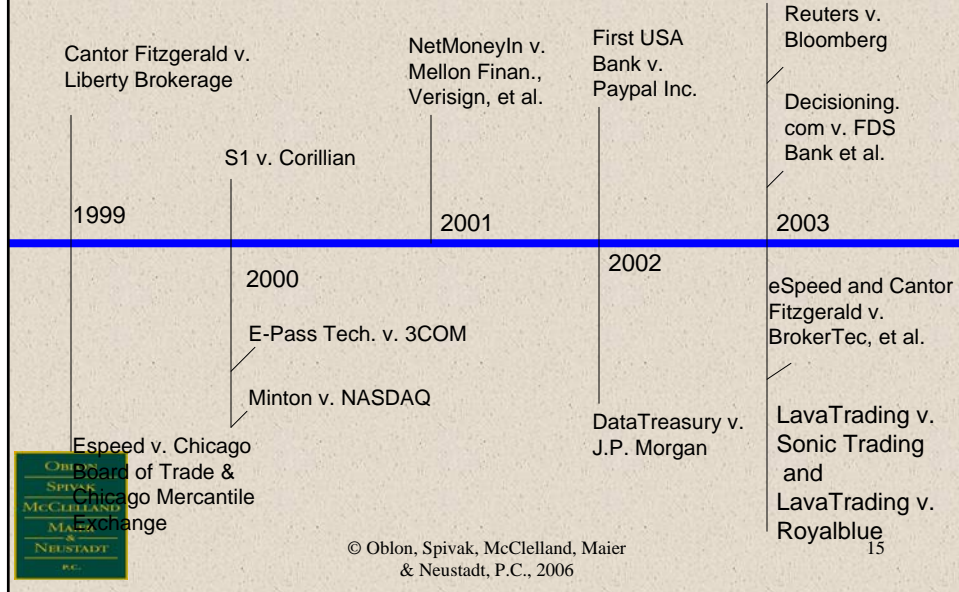 Cantor Fitzgerald v.
Liberty Brokerage
1999
Espeed v. Chicago
Board of Trade &
Chicago Mercantile
Exchange
S1 v. Corillian
2000
E-Pass Tech. v. 3COM
Minton v. NASDAQ
NetMoneyIn v.
Mellon Finan.,
Verisign, et al.
2001
First USA
Bank v.
Paypal Inc.
2002
DataTreasury v.
J.P. Morgan
Reuters v.
Bloomberg
Decisioning.
com v. FDS
Bank et al.
2003
eSpeed and Cantor
Fitzgerald v.
BrokerTec, et al.
LavaTrading v.
Sonic Trading
and
LavaTrading v.
Royalblue
OBLON
SPIVAK
MCCLELLAND
MAIER
&
NEUSTADT
P.C.
© Oblon, Spivak, McClelland, Maier
& Neustadt, P.C., 2006
15